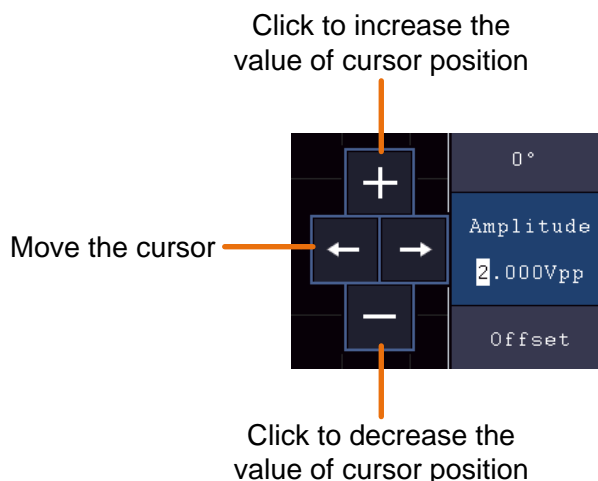 Click to increase the
value of cursor position
0°
Move the cursor
Amplitude
2.000Vpp
Offset
Click to decrease the
value of cursor position